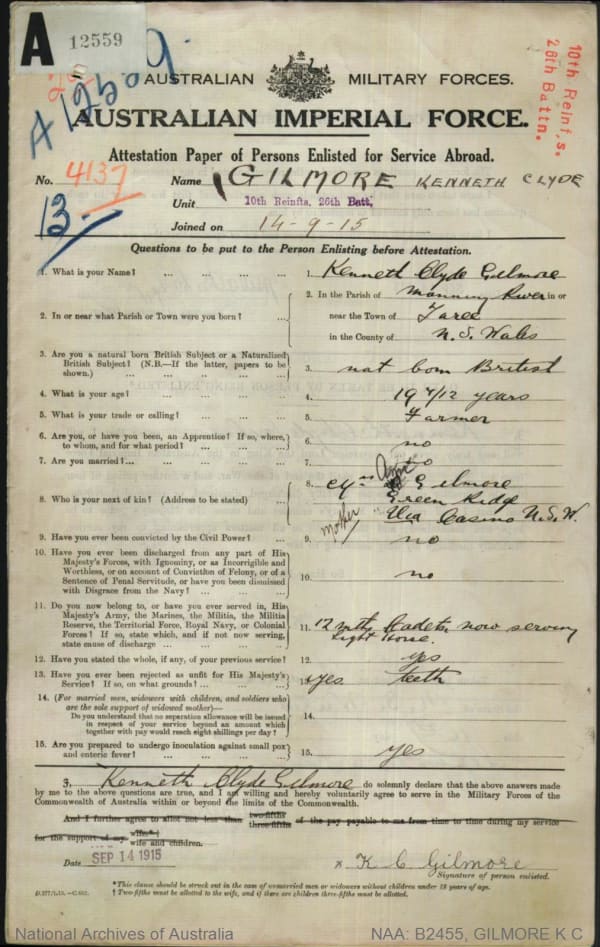 A 12559
A 12609
10th Reinf,s.
26th Battn.
AUSTRALIAN MILITARY FORCES.
AUSTRALIAN IMPERIAL FORCE.
Attestation Paper of Persons Enlisted for Service Abroad.
No. 4137 Name GILMORE KENNETH CLYDE
13 Unit 10th Reinfts, 26th Batt,
Joined on 14-9-15
Questions to be put to the Person Enlisting before Attestation.
1. What is your Name? ... ... ... ... 1. Kenneth Clyde Gilmore
2. In or near what Parish or Town were you born? ... 2. In the Parish of Manning River in or
near the Town of Taree
in the County of N.S. Wales
3. Are you a natural born British Subject or a Naturalized
British Subject? (N.B.—If the latter, papers to be
shown.) ... ... ... ... 3. nat born British
4. What is your age? ... ... ... ... 4. 19 4/12 years
5. What is your trade or calling? ... ... ... 5. Farmer
6. Are you, or have you been, an Apprentice? If so, where,
to whom, and for what period? ... ... ... 6. no
7. Are you married?... ... ... ... 7. no
8. Who is your next of kin? (Address to be stated) ... 8. Gilmore
Green Ridge
mother Via Casino N.S.W.
9. Have you ever been convicted by the Civil Power? ... 9. no
10. Have you ever been discharged from any part of His
Majesty's Forces, with Ignominy, or as Incorrigible and
Worthless, or on account of Conviction of Felony, or of a
Sentence of Penal Servitude, or have you been dismissed
with Disgrace from the Navy? ... ... ... 10. no
11. Do you now belong to, or have you ever served in, His
Majesty's Army, the Marines, the Militia, the Militia
Reserve, the Territorial Force, Royal Navy, or Colonial
Forces? If so, state which, and if not now serving,
state cause of discharge ... ... ... 11. 12 mths Cadets, now serving
Light Horse.
12. Have you stated the whole, if any, of your previous service? 12. yes
13. Have you ever been rejected as unfit for His Majesty's
Service? If so, on what grounds? ... ... ... 13. yes teeth
14. (For married men, widowers with children, and soldiers who
are the sole support of widowed mother)—
Do you understand that no separation allowance will be issued
in respect of your service beyond an amount which
together with pay would reach eight shillings per day? 14.
15. Are you prepared to undergo inoculation against small pox
and enteric fever? ... ... ... ... 15. yes
I, Kenneth Clyde Gilmore do solemnly declare that the above answers made
by me to the above questions are true, and I am willing and hereby voluntarily agree to serve in the Military Forces of the
Commonwealth of Australia within or beyond the limits of the Commonwealth.
And I further agree to allot not less than two-fifths three-fifths of the pay payable to me from time to time during my service
for the support of my wife* wife and children.
Date SEP 14 1915 × K C Gilmore
Signature of person enlisted.
*This clause should be struck out in the case of unmarried men or widowers without children under 18 years of age.
† Two-fifths must be allotted to the wife, and if there are children three-fifths must be allotted.
National Archives of Australia NAA: B2455, GILMORE K C